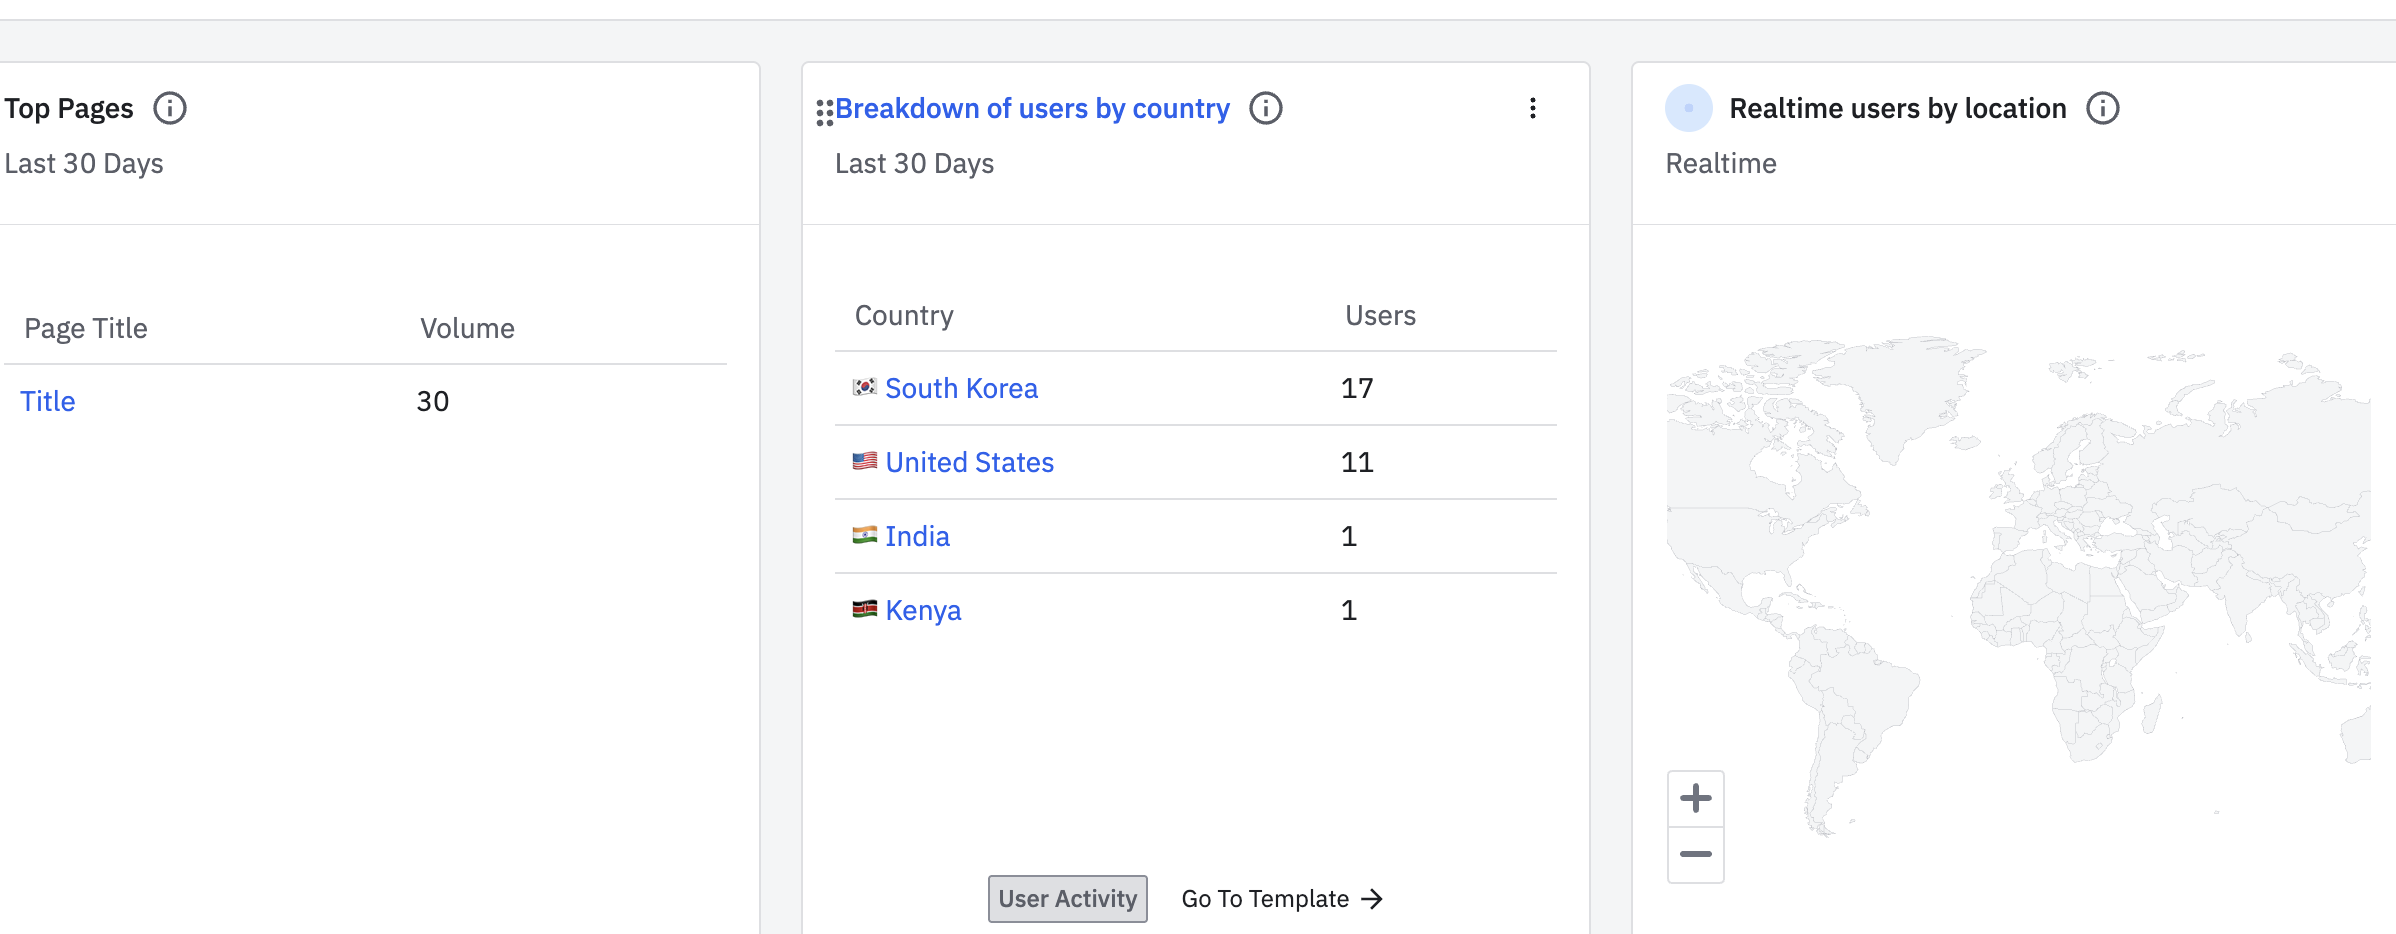 Top Pages
Last 30 Days
Page Title Volume
Title 30
Breakdown of users by country
Last 30 Days
Country Users
South Korea 17
United States 11
India 1
Kenya 1
User Activity Go To Template →
Realtime users by location
Realtime